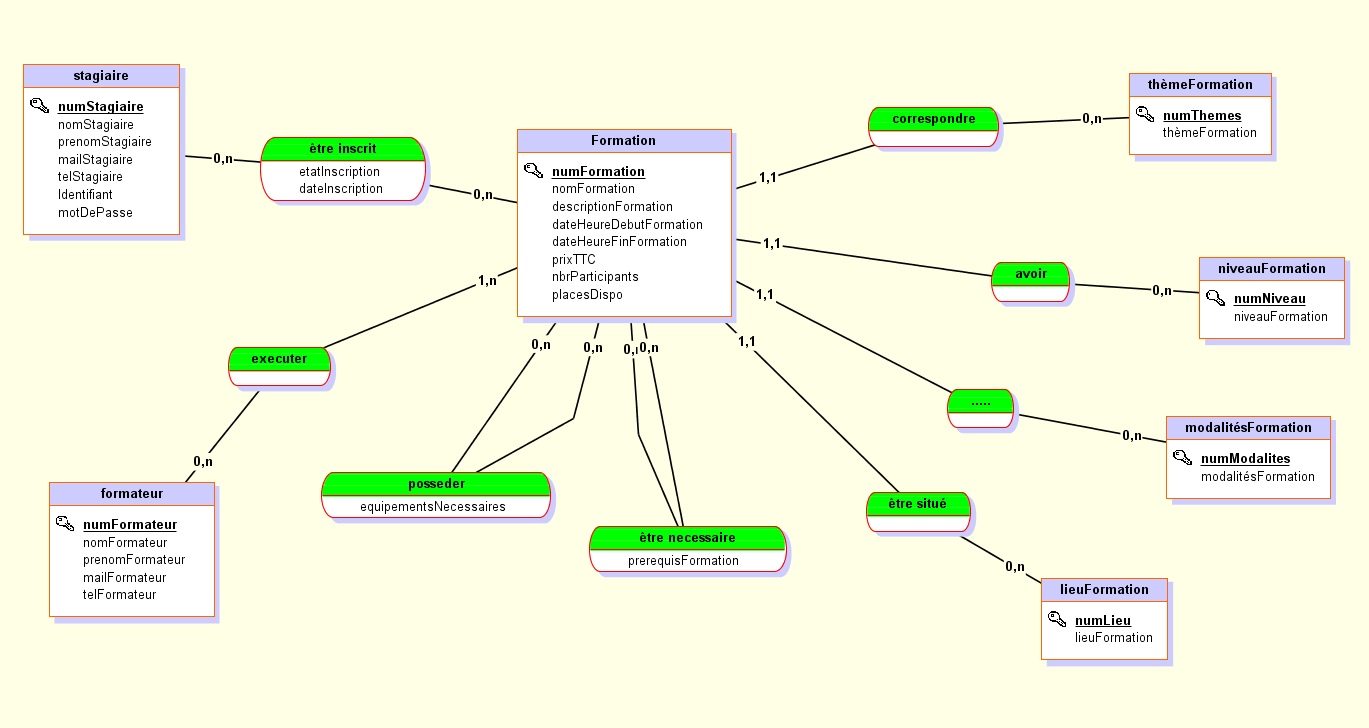 stagiaire
numStagiaire
nomStagiaire
prenomStagiaire
mailStagiaire
telStagiaire
Identifiant
motDePasse
0,n
être inscrit
etatInscription
dateInscription
0,n
Formation
numFormation
nomFormation
descriptionFormation
dateHeureDebutFormation
dateHeureFinFormation
prixTTC
nbrParticipants
placesDispo
1,1
correspondre
0,n
thèmeFormation
numThemes
thèmeFormation
1,1
avoir
0,n
niveauFormation
numNiveau
niveauFormation
1,1
.....
0,n
modalitésFormation
numModalites
modalitésFormation
1,1
être situé
0,n
lieuFormation
numLieu
lieuFormation
1,n
executer
0,n
formateur
numFormateur
nomFormateur
prenomFormateur
mailFormateur
telFormateur
0,n
0,n
posseder
equipementsNecessaires
0,n
être necessaire
prerequisFormation